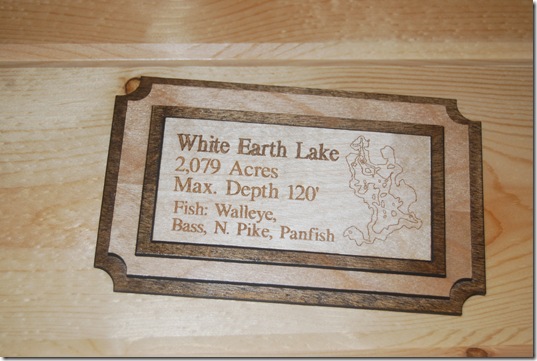 White Earth Lake
2,079 Acres
Max. Depth 120'
Fish: Walleye,
Bass, N. Pike, Panfish